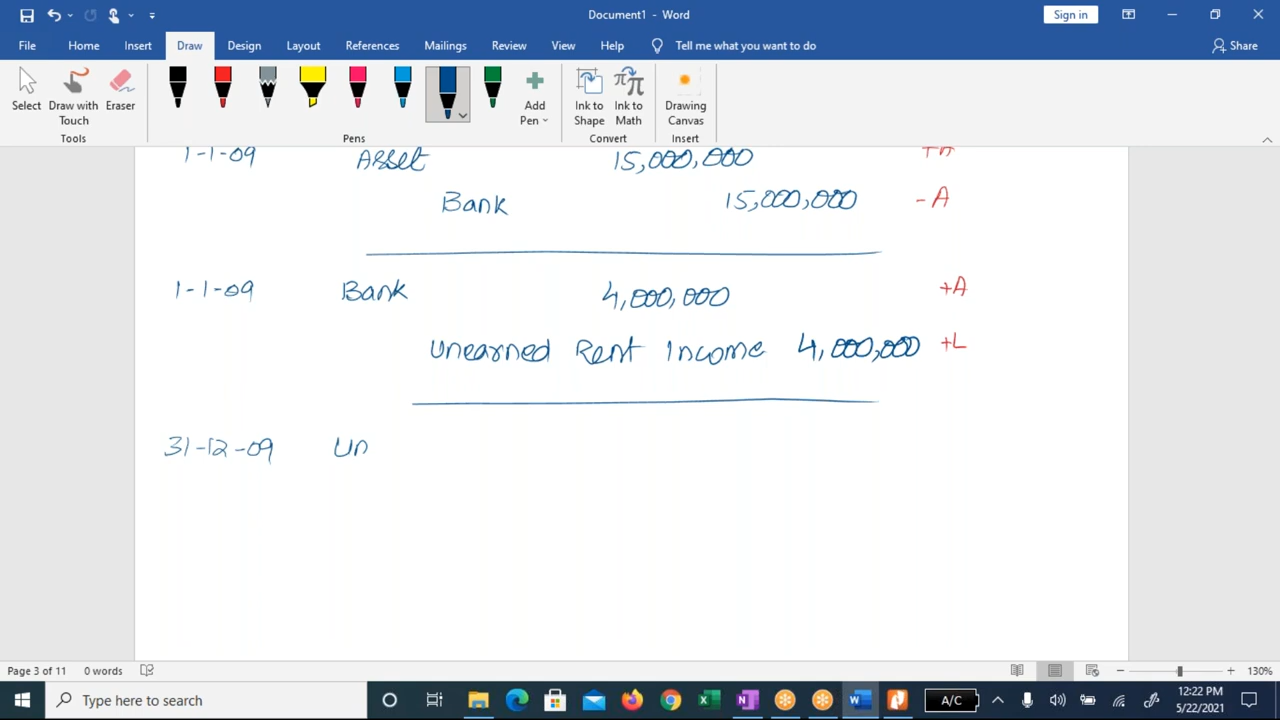 Document1 - Word
Sign in
File Home Insert Draw Design Layout References Mailings Review View Help Tell me what you want to do Share
Select Draw with Touch Eraser Add Pen Ink to Shape Ink to Math Drawing Canvas
Tools Pens Convert Insert
1-1-09 Asset 15,000,000 +A
Bank 15,000,000 - A
1-1-09 Bank 4,000,000 +A
Unearned Rent Income 4,000,000 +L
31-12-09 Un
Page 3 of 11 0 words 130%
Type here to search A/C 12:22 PM
5/22/2021